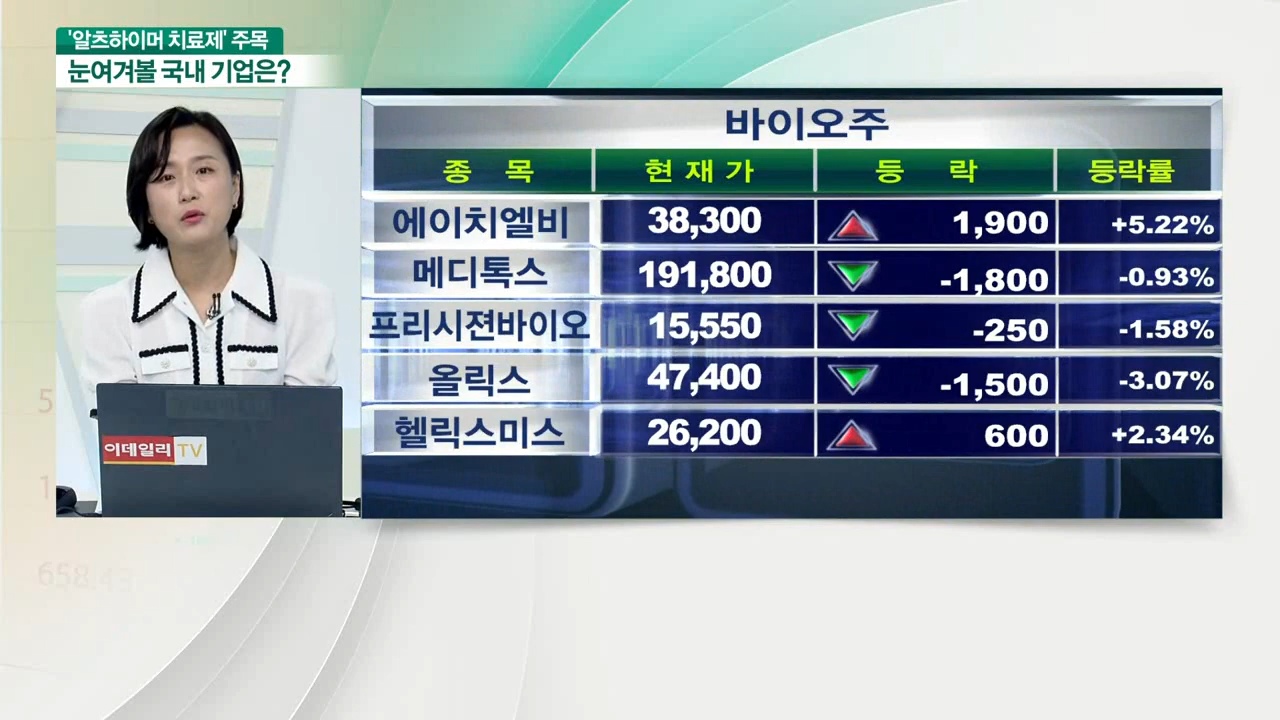 '알츠하이머 치료제' 주목
눈여겨볼 국내 기업은?
바이오주
종 목 현 재 가 등 락 등락률
에이치엘비 38,300 1,900 +5.22%
메디톡스 191,800 -1,800 -0.93%
프리시젼바이오 15,550 -250 -1.58%
올릭스 47,400 -1,500 -3.07%
헬릭스미스 26,200 600 +2.34%
이데일리TV
5
1
658.43